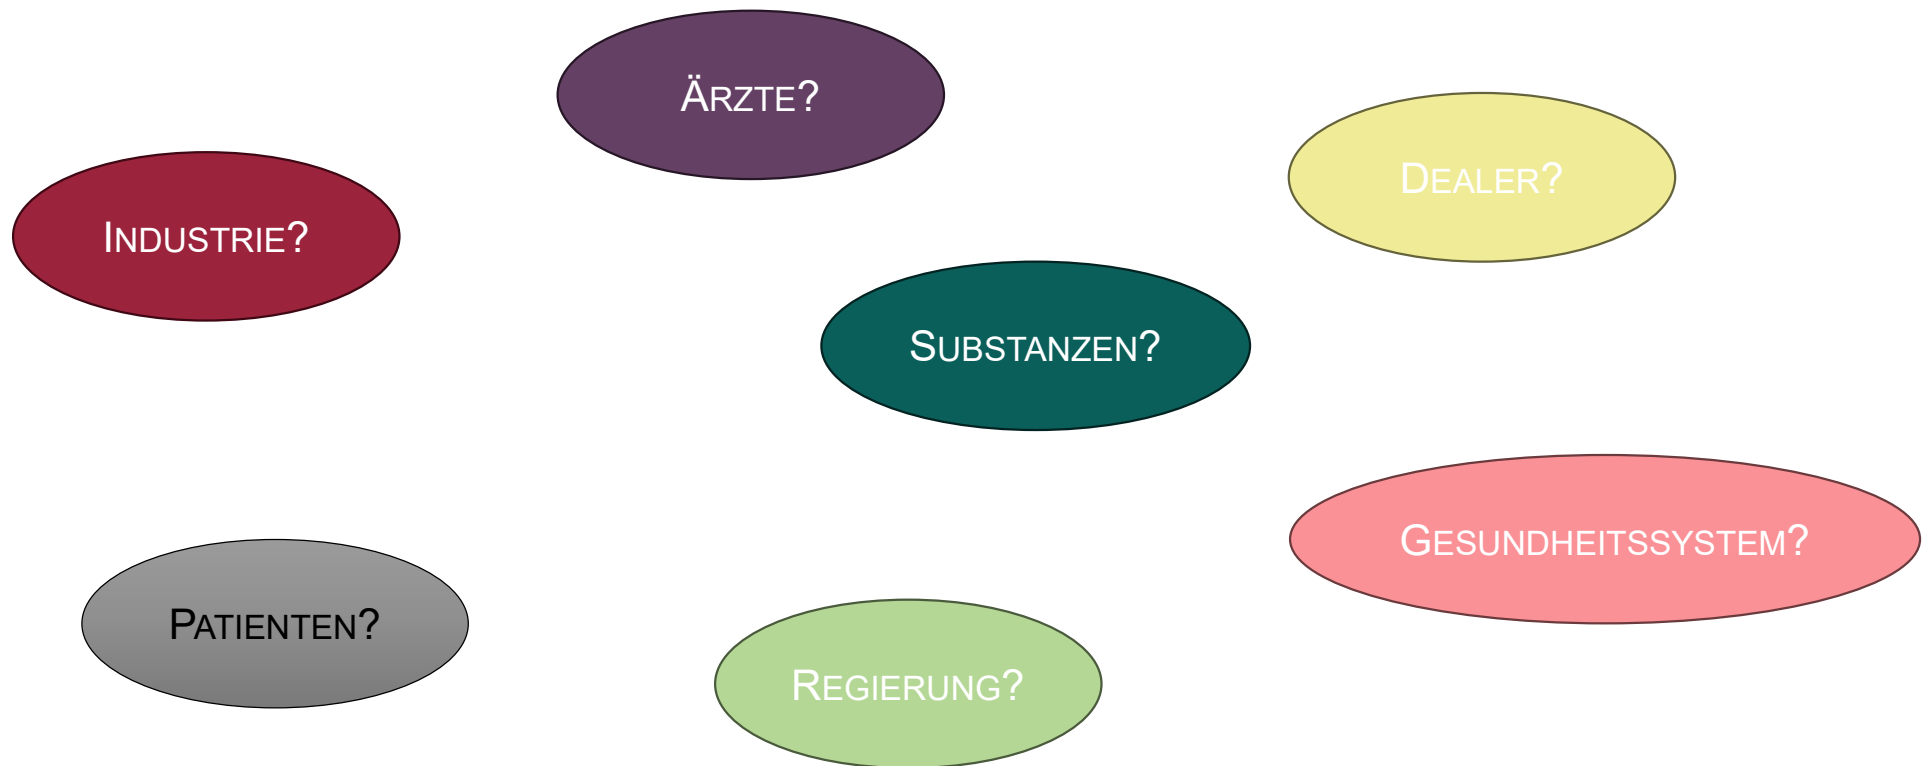 Ärzte?
Dealer?
Industrie?
Substanzen?
Gesundheitssystem?
Patienten?
Regierung?